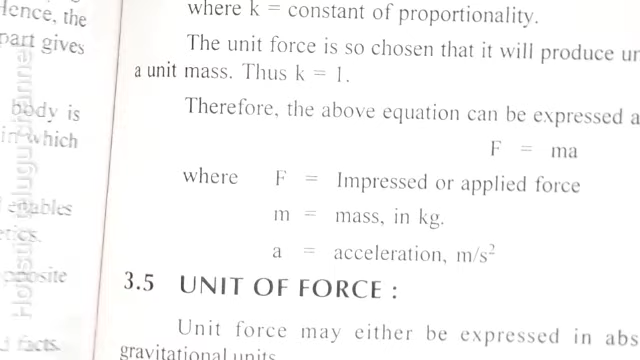 Hence, the
part gives
body is
in which
enables
etics.
opposite
d facts.
where k = constant of proportionality.
The unit force is so chosen that it will produce un
a unit mass. Thus k = 1.
Therefore, the above equation can be expressed a
F = ma
where F = Impressed or applied force
m = mass, in kg.
a = acceleration, m/s²
3.5 UNIT OF FORCE :
Unit force may either be expressed in abs
gravitational units